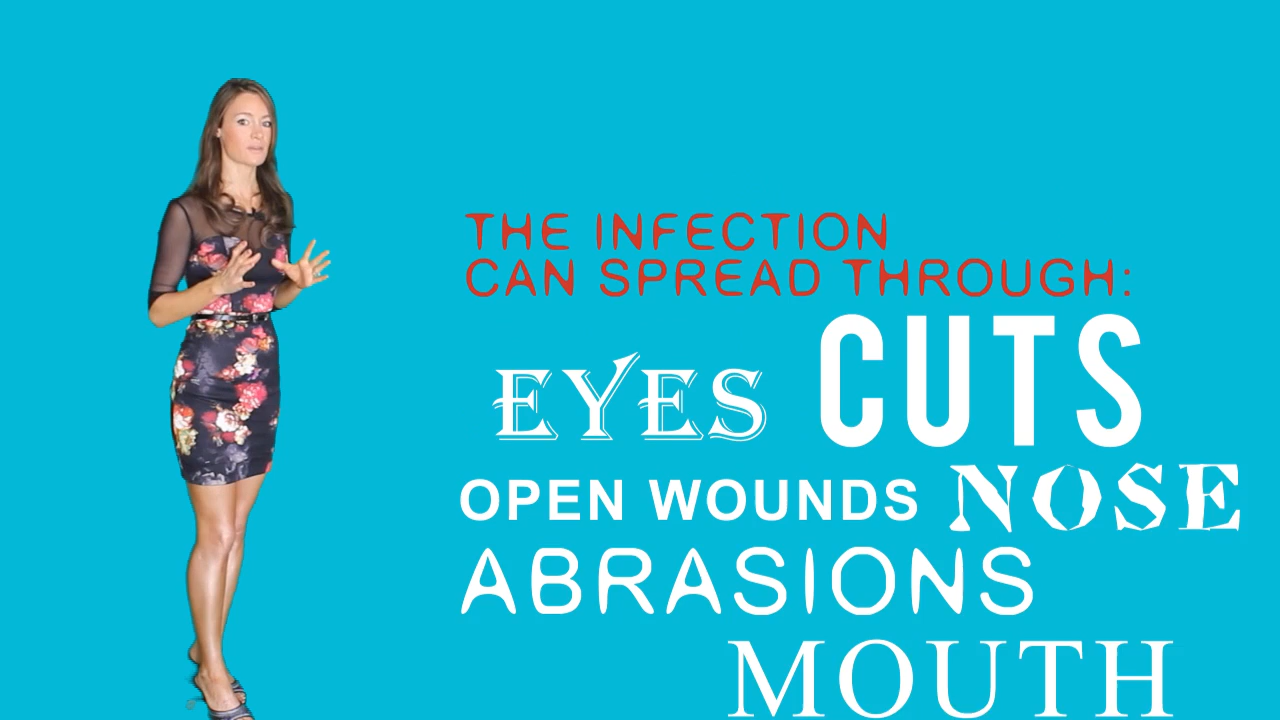 THE INFECTION
CAN SPREAD THROUGH:
EYES CUTS
OPEN WOUNDS NOSE
ABRASIONS
MOUTH